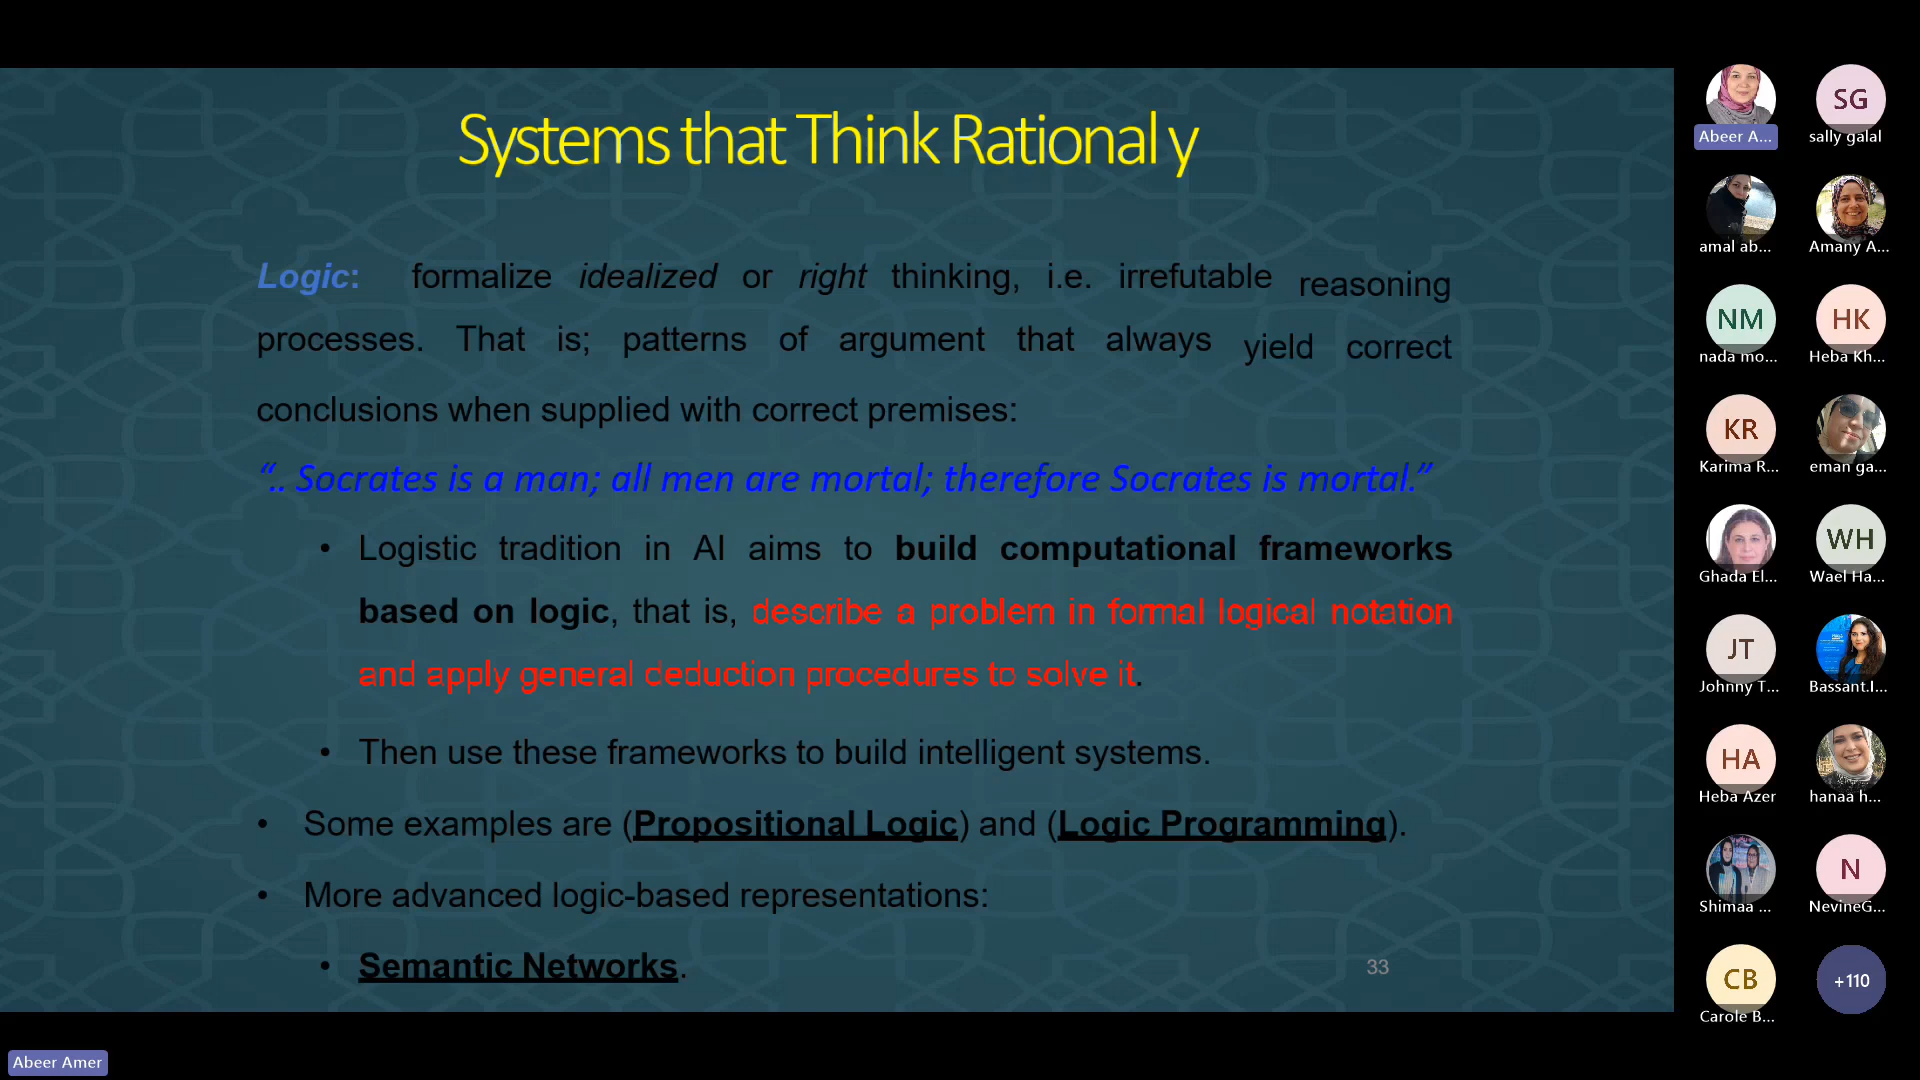 Systems that Think Rational y
Logic: formalize idealized or right thinking, i.e. irrefutable reasoning
processes. That is; patterns of argument that always yield correct
conclusions when supplied with correct premises:
“.. Socrates is a man; all men are mortal; therefore Socrates is mortal.”
• Logistic tradition in AI aims to build computational frameworks
based on logic, that is, describe a problem in formal logical notation
and apply general deduction procedures to solve it.
• Then use these frameworks to build intelligent systems.
• Some examples are (Propositional Logic) and (Logic Programming).
• More advanced logic-based representations:
• Semantic Networks.
33
Abeer A...
SG
sally galal
amal ab...
Amany A...
NM
nada mo...
HK
Heba Kh...
KR
Karima R...
eman ga...
Ghada El...
WH
Wael Ha...
JT
Johnny T...
Bassant.I...
HA
Heba Azer
hanaa h...
Shimaa ...
N
NevineG...
CB
Carole B...
+110
Abeer Amer